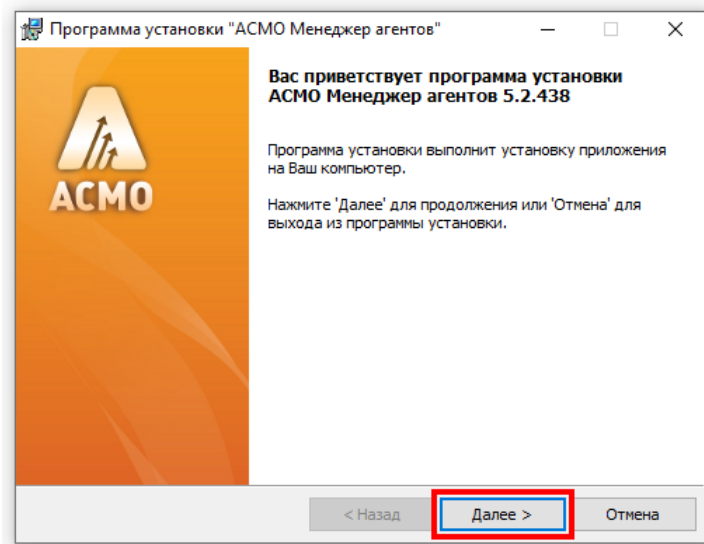 Программа установки "АСМО Менеджер агентов"
Вас приветствует программа установки
АСМО Менеджер агентов 5.2.438
АСМО
Программа установки выполнит установку приложения
на Ваш компьютер.
Нажмите 'Далее' для продолжения или 'Отмена' для
выхода из программы установки.
< Назад
Далее >
Отмена